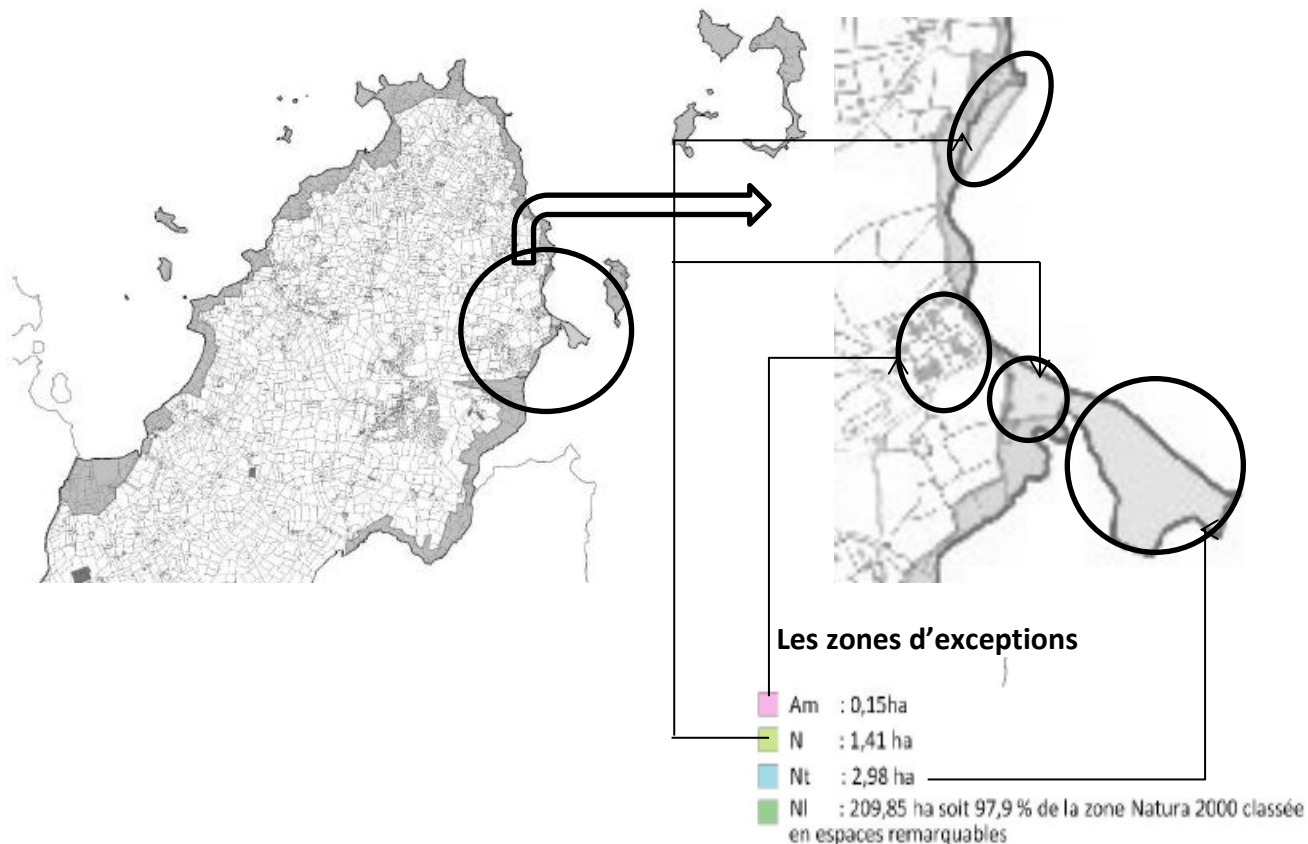 Les zones d’exceptions
Am : 0,15ha
N : 1,41 ha
Nt : 2,98 ha
Nl : 209,85 ha soit 97,9 % de la zone Natura 2000 classée
en espaces remarquables